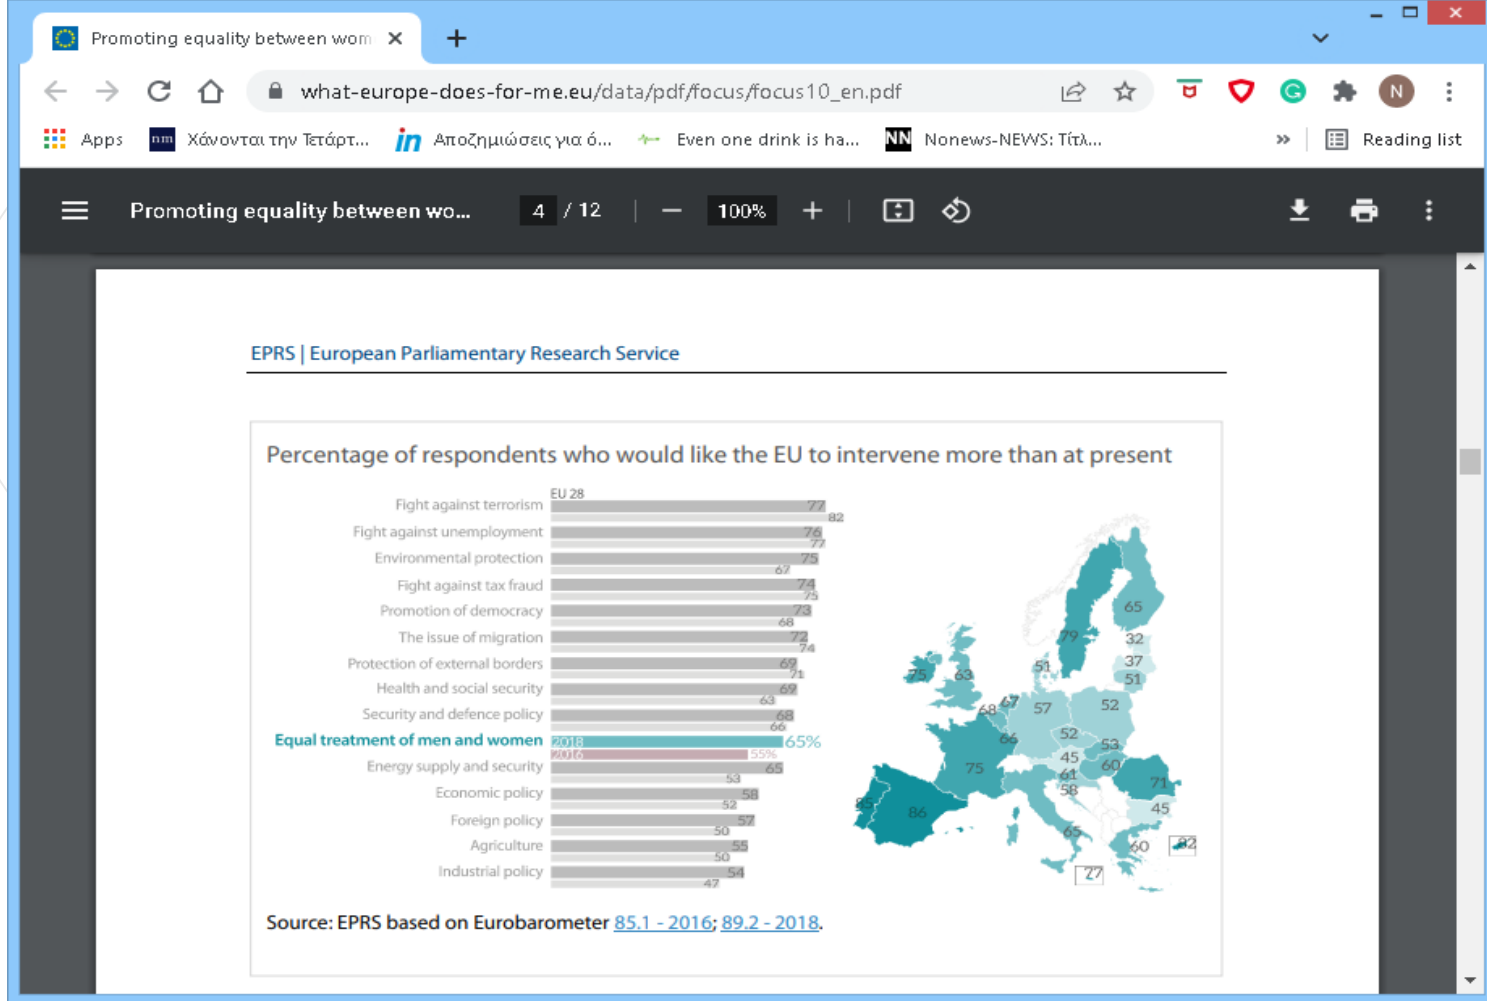 Promoting equality between wom
what-europe-does-for-me.eu/data/pdf/focus/focus10_en.pdf
N
Apps
nm Χάνονται την Τετάρτ...
in Αποζημιώσεις για ό...
Even one drink is ha...
NN Nonews-NEWS: Τίτλ...
»
Reading list
Promoting equality between wo...
4 / 12
100%
EPRS | European Parliamentary Research Service
Percentage of respondents who would like the EU to intervene more than at present
EU 28
Fight against terrorism 77
82
Fight against unemployment 76
77
Environmental protection 75
67
Fight against tax fraud 74
75
Promotion of democracy 73
68
The issue of migration 72
74
Protection of external borders 69
71
Health and social security 69
63
Security and defence policy 68
66
Equal treatment of men and women 2018 65%
2016 55%
Energy supply and security 65
53
Economic policy 58
52
Foreign policy 57
50
Agriculture 55
50
Industrial policy 54
47
65
79
32
37
51
51
75
63
67
68
57
52
66
52
53
45
60
61
58
75
71
45
85
86
65
60
82
77
Source: EPRS based on Eurobarometer 85.1 - 2016; 89.2 - 2018.